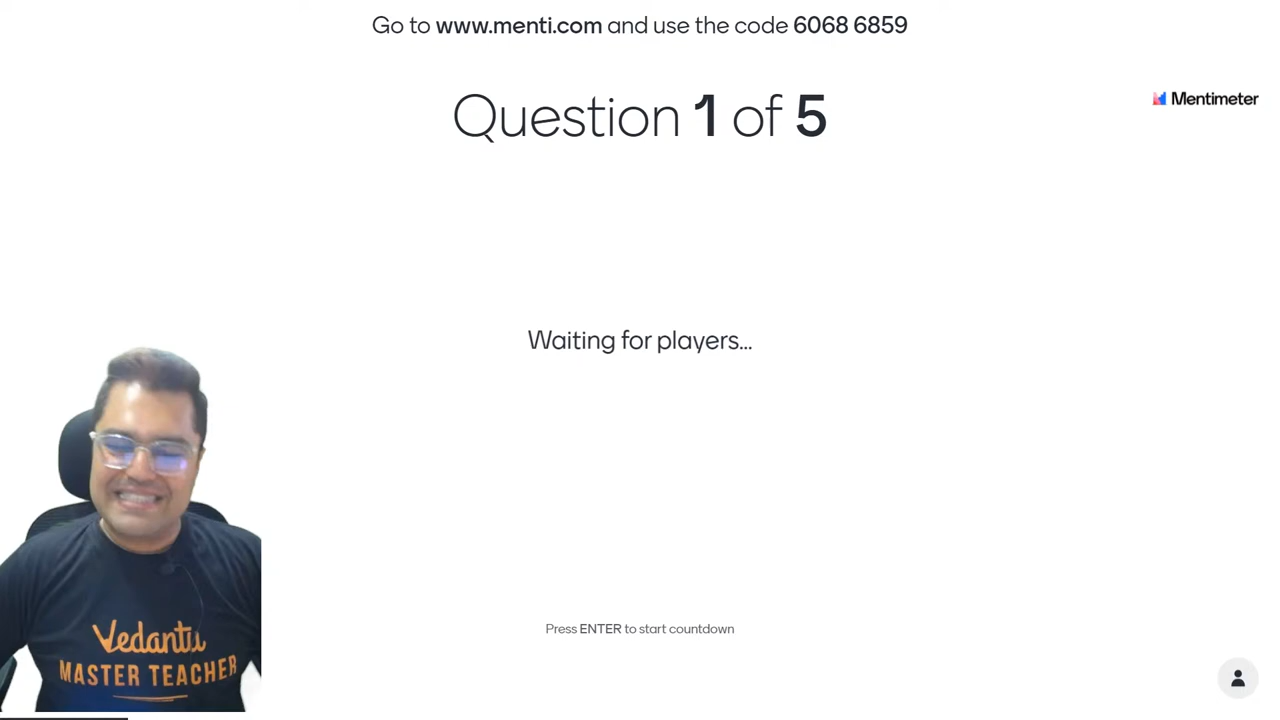 Go to www.menti.com and use the code 6068 6859
Question 1 of 5
Mentimeter
Waiting for players...
Press ENTER to start countdown
Vedantu
MASTER TEACHER